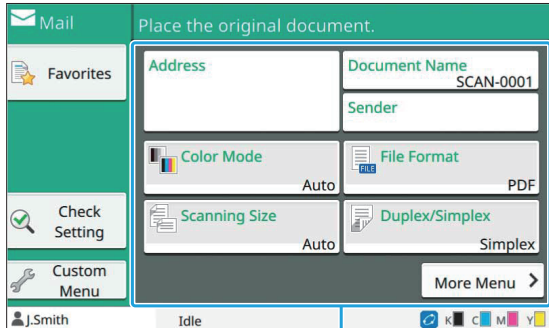 Mail
Place the original document.
Favorites
Address
Document Name
SCAN-0001
Sender
Color Mode
Auto
File Format
FILE
PDF
Check
Setting
Scanning Size
Auto
Duplex/Simplex
Simplex
Custom
Menu
More Menu
J.Smith
Idle
K C M Y